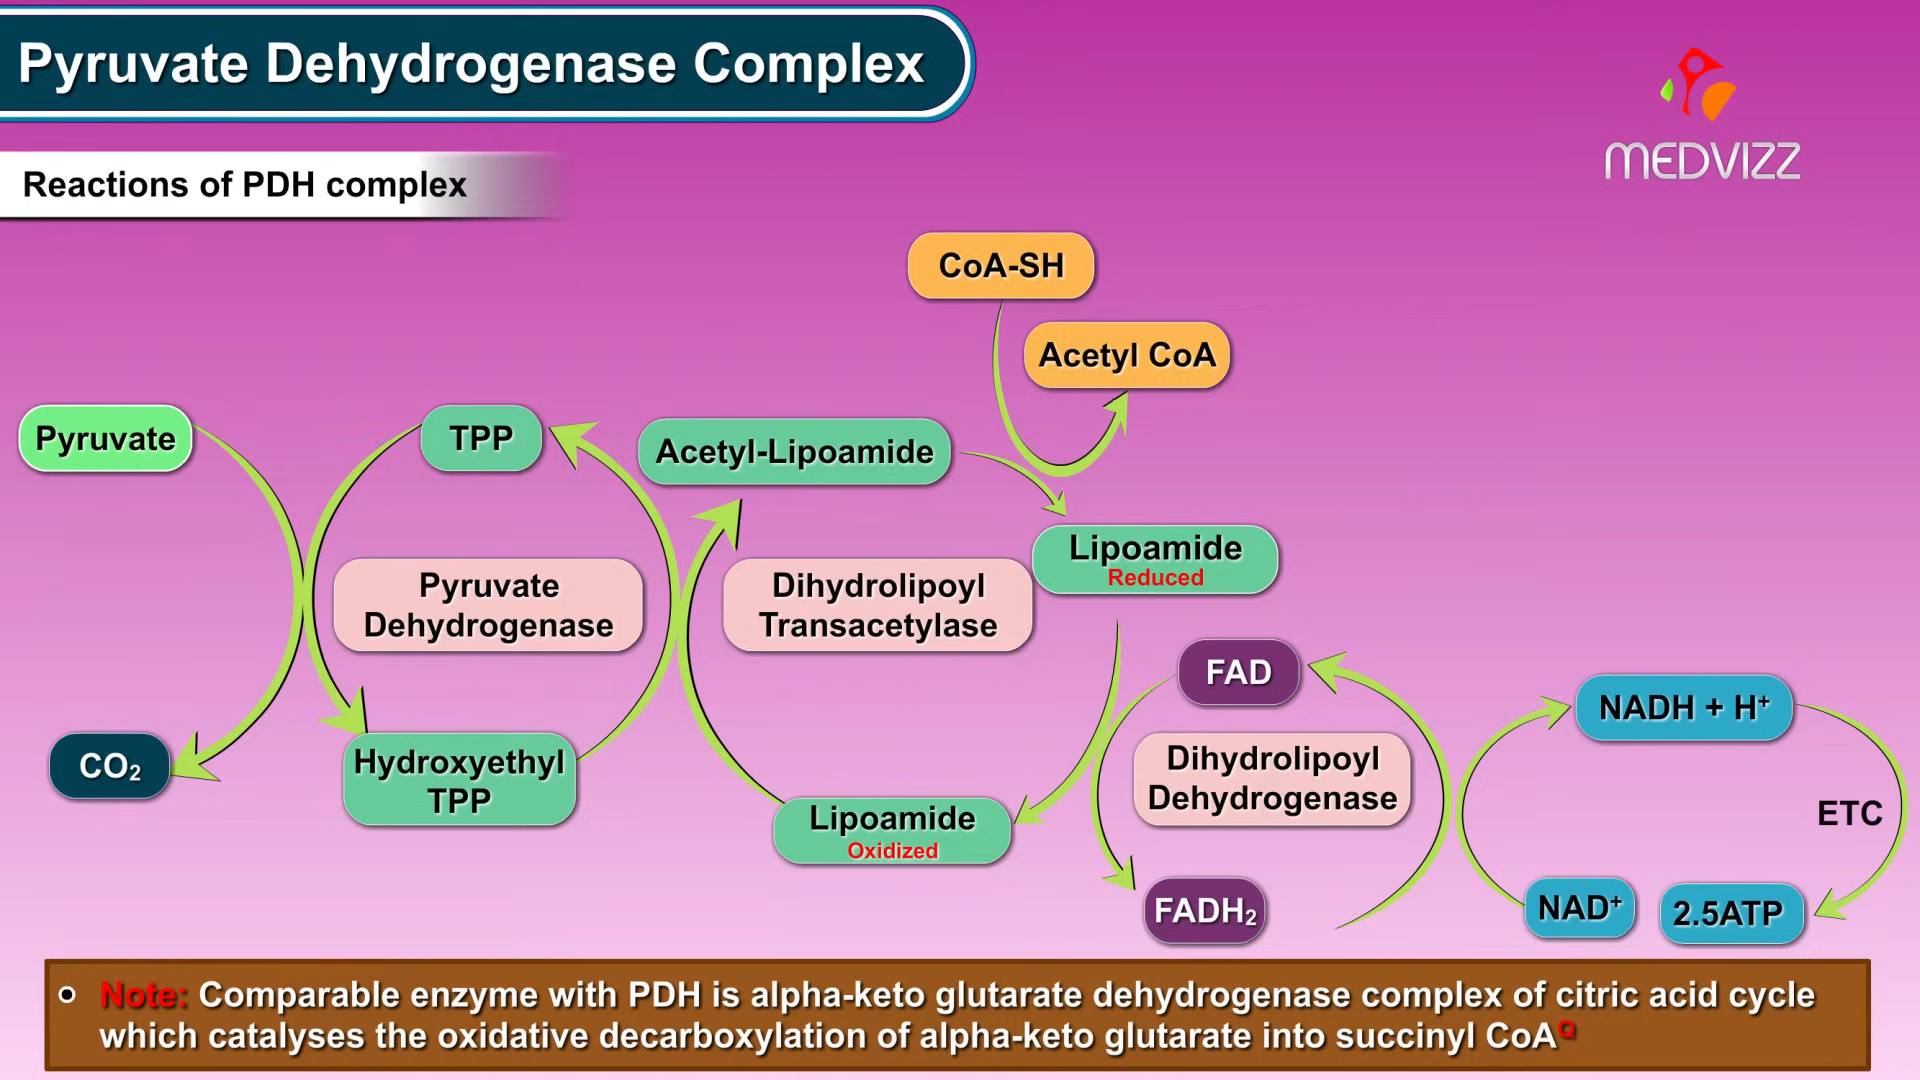 Pyruvate Dehydrogenase Complex
MEDVIZZ
Reactions of PDH complex
CoA-SH
Acetyl CoA
Pyruvate
TPP
Acetyl-Lipoamide
Lipoamide
Reduced
Pyruvate
Dehydrogenase
Dihydrolipoyl
Transacetylase
FAD
NADH + H⁺
CO₂
Hydroxyethyl
TPP
Dihydrolipoyl
Dehydrogenase
Lipoamide
Oxidized
ETC
FADH₂
NAD⁺
2.5ATP
Note: Comparable enzyme with PDH is alpha-keto glutarate dehydrogenase complex of citric acid cycle
which catalyses the oxidative decarboxylation of alpha-keto glutarate into succinyl CoAQ